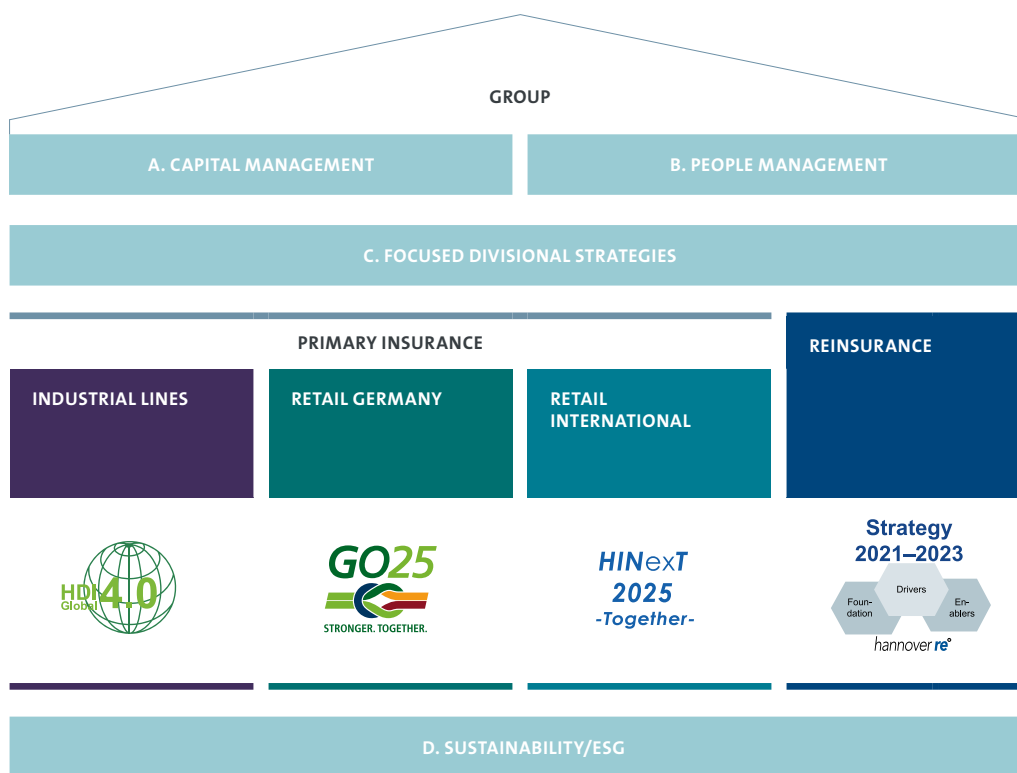 GROUP
A. CAPITAL MANAGEMENT
B. PEOPLE MANAGEMENT
C. FOCUSED DIVISIONAL STRATEGIES
PRIMARY INSURANCE
REINSURANCE
INDUSTRIAL LINES
RETAIL GERMANY
RETAIL
INTERNATIONAL
HDI
Global
4.0
GO25
STRONGER. TOGETHER.
HINexT
2025
-Together-
Strategy
2021–2023
Drivers
Foun-
dation
En-
ablers
hannover re°
D. SUSTAINABILITY/ESG